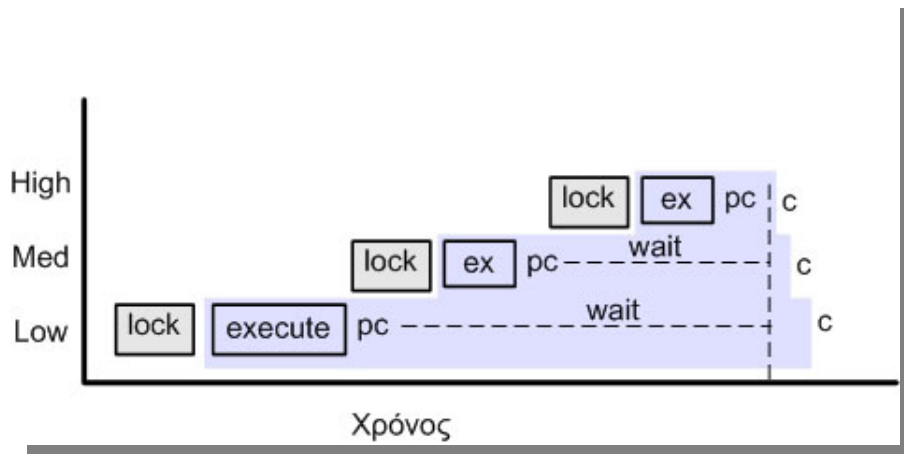 High lock ex pc c
wait
Med lock ex pc c
wait
Low lock execute pc c
Χρόνος